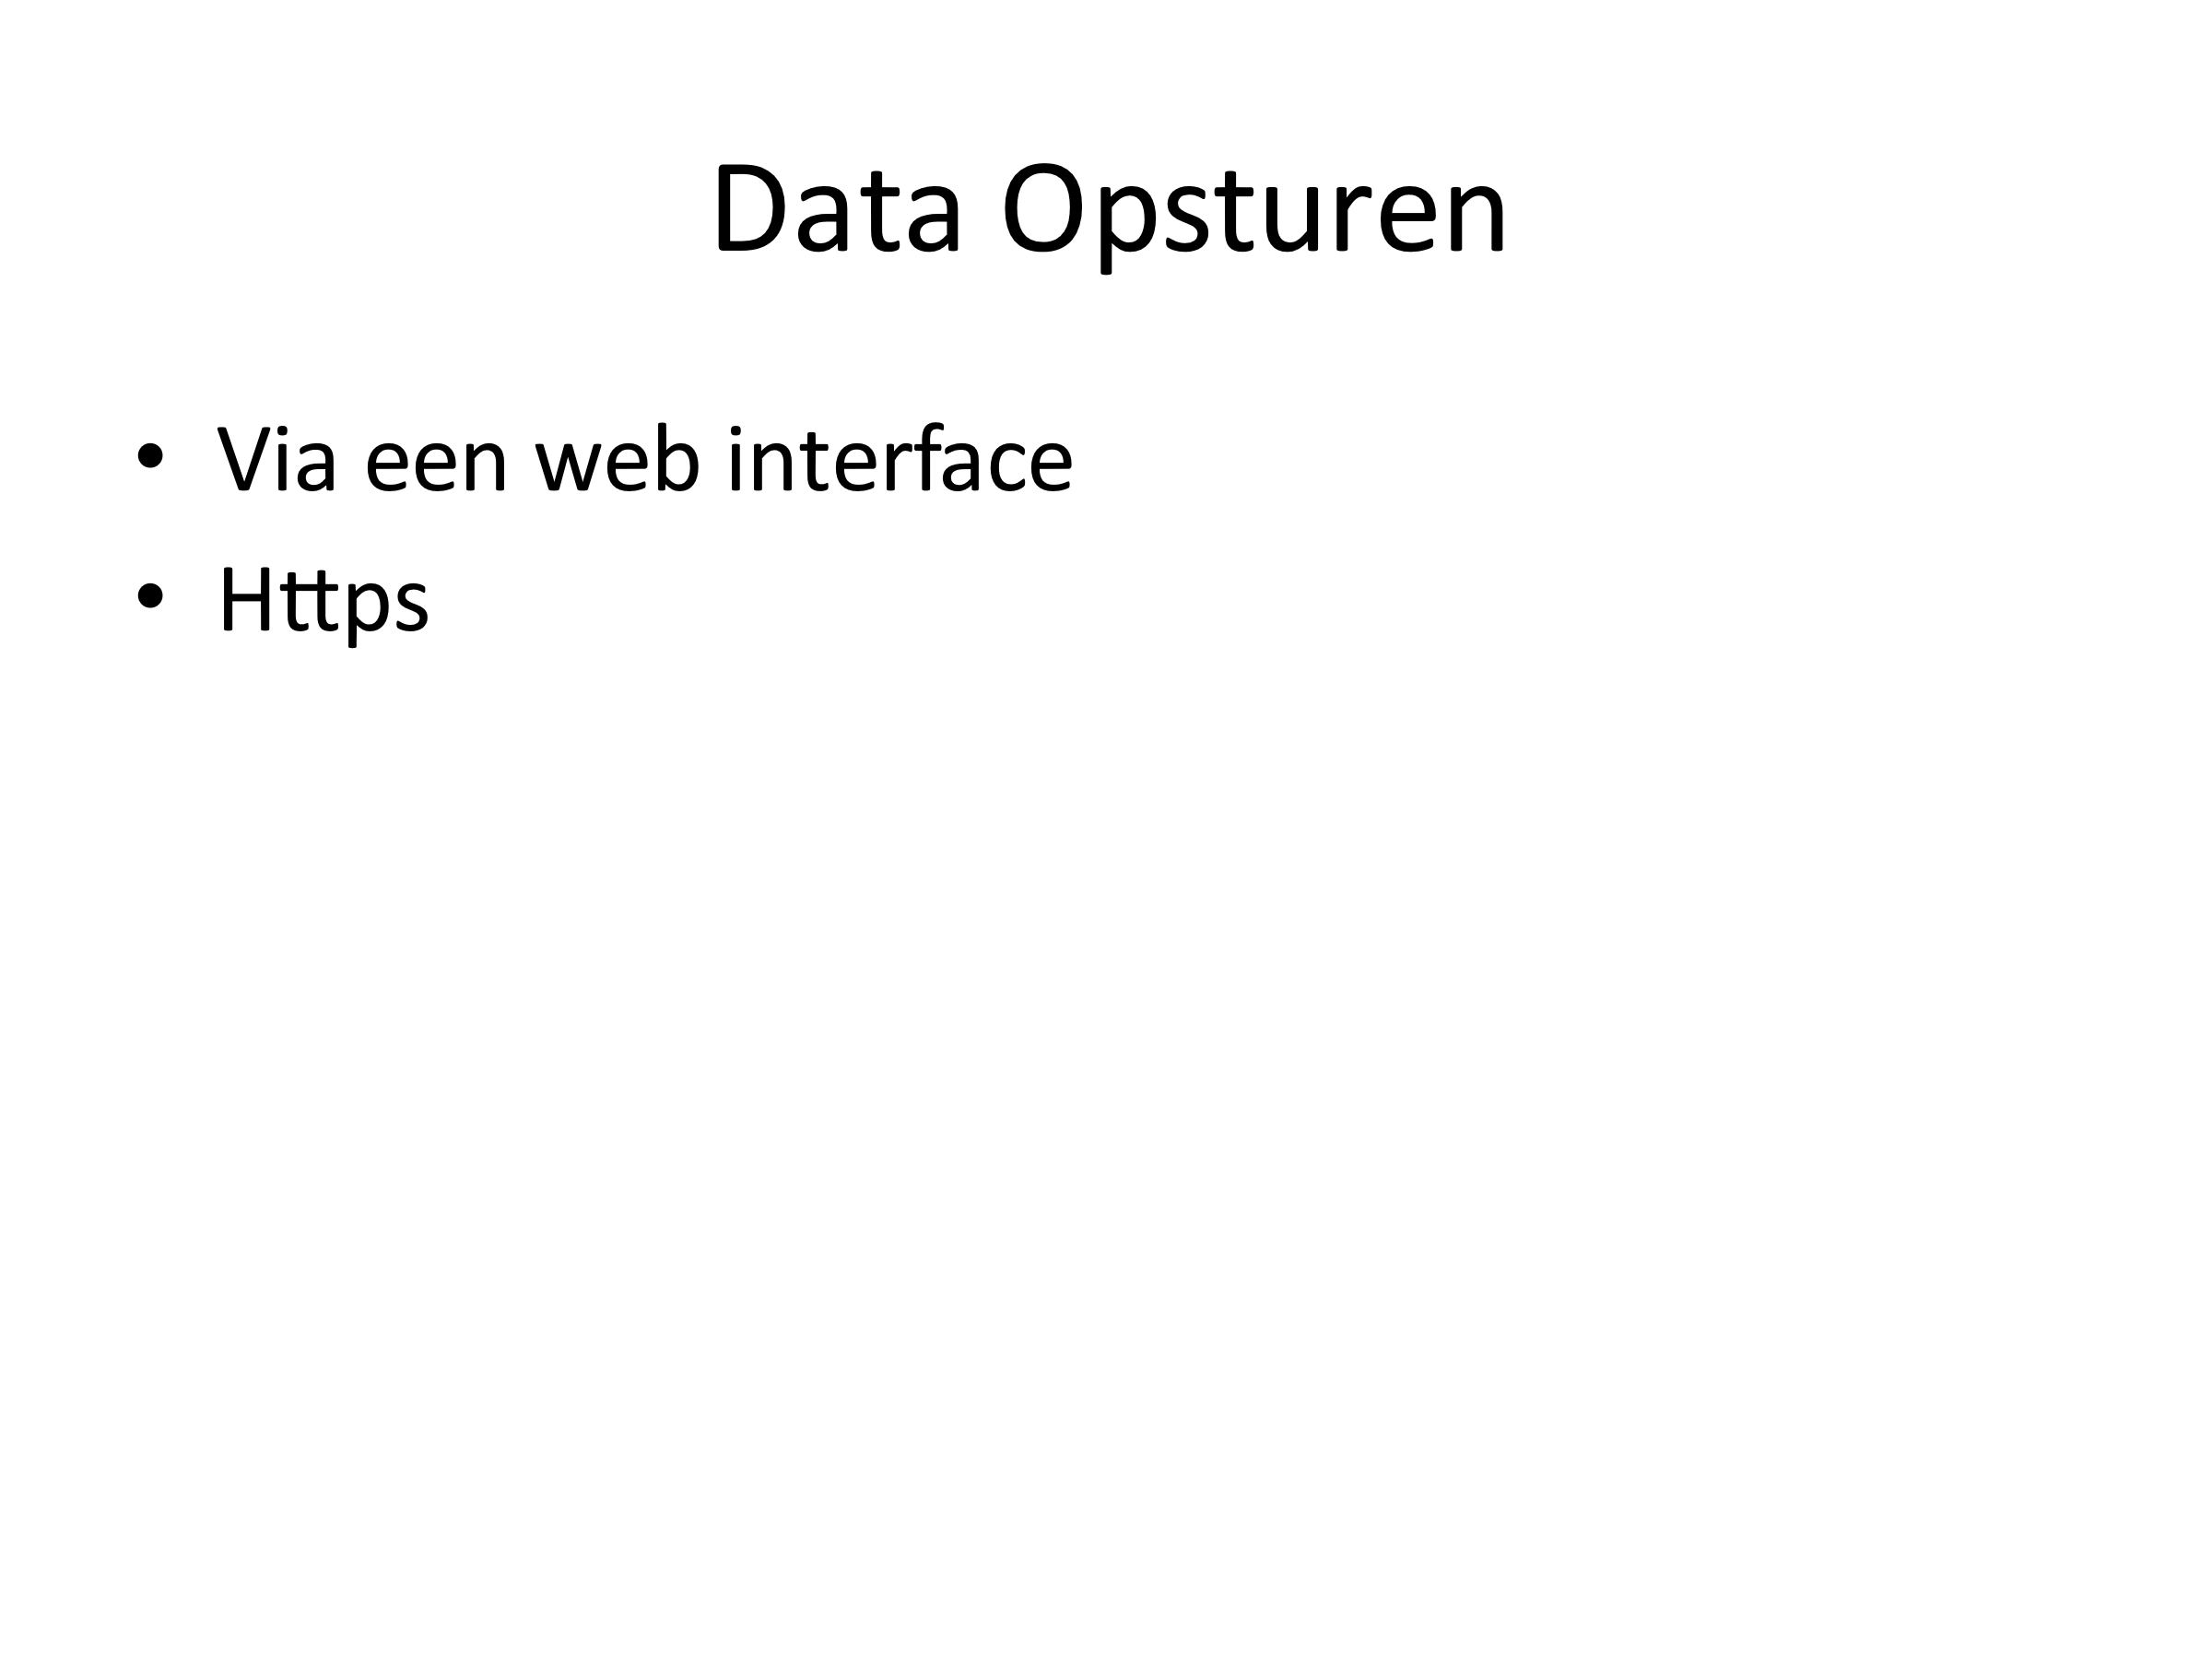 Data Opsturen
• Via een web interface
• Https